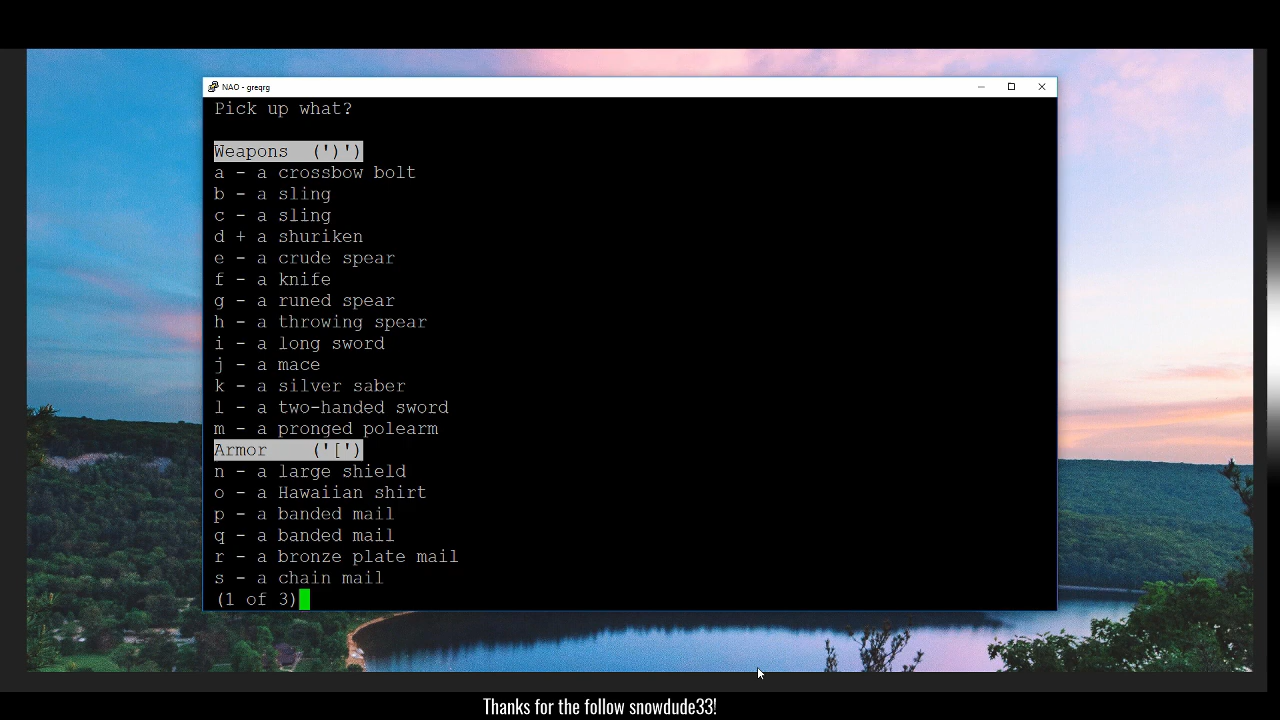 NAO - greqrg
Pick up what?
Weapons (')')
a - a crossbow bolt
b - a sling
c - a sling
d + a shuriken
e - a crude spear
f - a knife
g - a runed spear
h - a throwing spear
i - a long sword
j - a mace
k - a silver saber
l - a two-handed sword
m - a pronged polearm
Armor ('[')
n - a large shield
o - a Hawaiian shirt
p - a banded mail
q - a banded mail
r - a bronze plate mail
s - a chain mail
(1 of 3)
Thanks for the follow snowdude33!